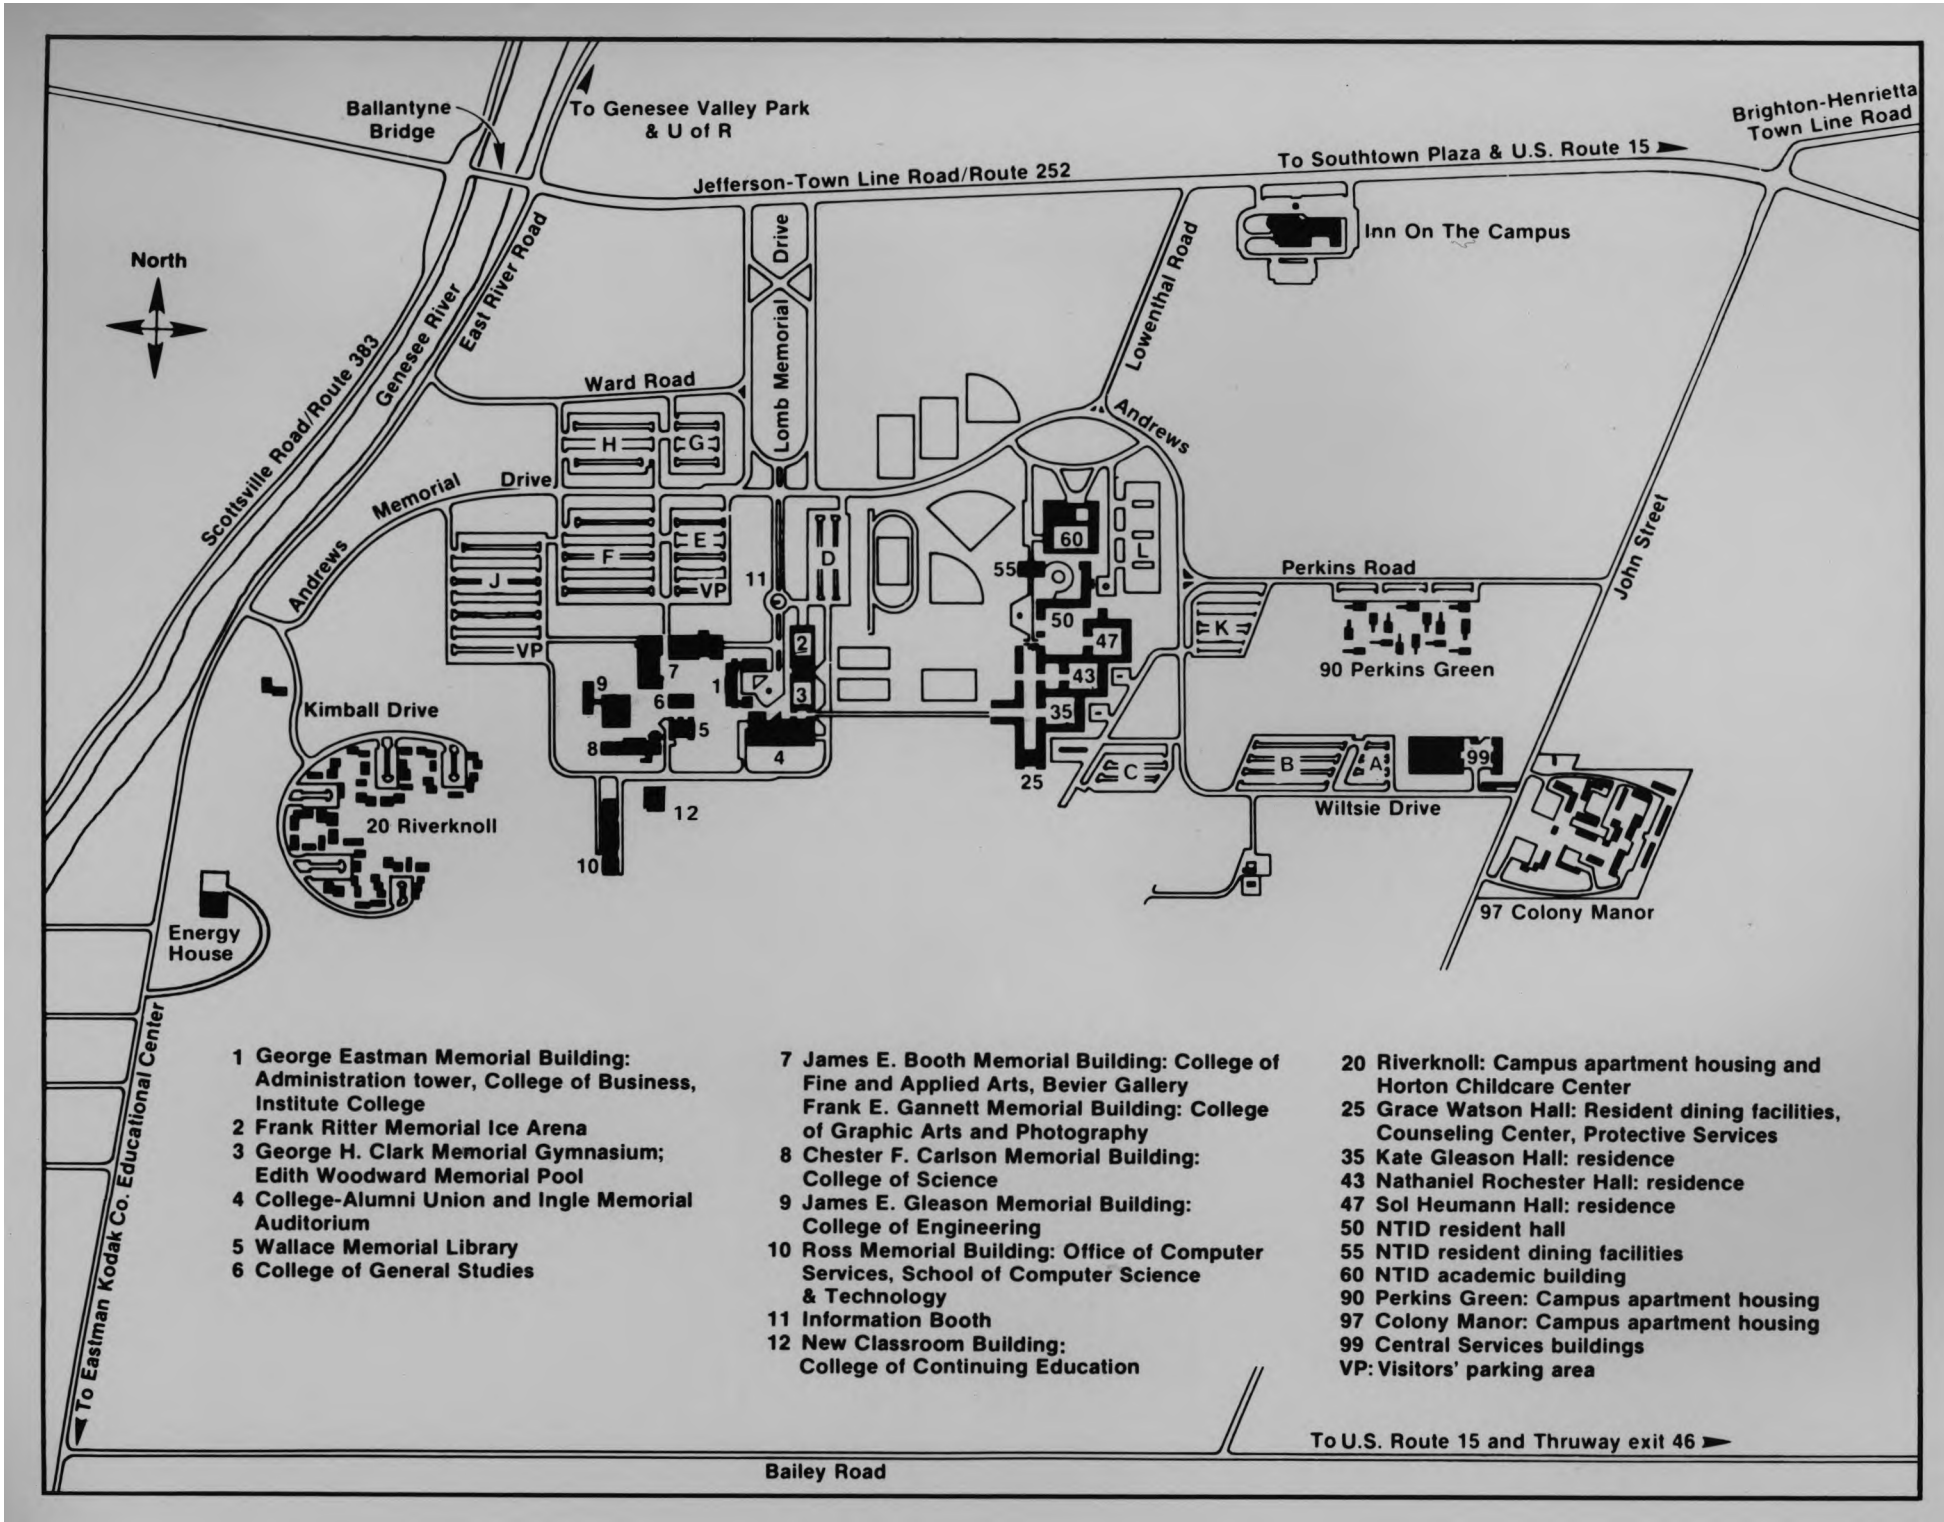 Ballantyne
Bridge
To Genesee Valley Park
& U of R
Brighton-Henrietta
Town Line Road
To Southtown Plaza & U.S. Route 15
Jefferson-Town Line Road/Route 252
Inn On The Campus
North
Scottsville Road/Route 383
Genesee River
East River Road
Lomb Memorial Drive
Lowenthal Road
Ward Road
Andrews
H
G
Andrews Memorial Drive
John Street
J
F
E
VP
D
11
60
L
55
Perkins Road
50
K
47
VP
2
7
1
43
90 Perkins Green
9
6
3
35
Kimball Drive
5
8
4
25
C
B
A
99
Wiltsie Drive
20 Riverknoll
12
10
97 Colony Manor
Energy
House
To Eastman Kodak Co. Educational Center
1 George Eastman Memorial Building:
Administration tower, College of Business,
Institute College
2 Frank Ritter Memorial Ice Arena
3 George H. Clark Memorial Gymnasium;
Edith Woodward Memorial Pool
4 College-Alumni Union and Ingle Memorial
Auditorium
5 Wallace Memorial Library
6 College of General Studies
7 James E. Booth Memorial Building: College of
Fine and Applied Arts, Bevier Gallery
Frank E. Gannett Memorial Building: College
of Graphic Arts and Photography
8 Chester F. Carlson Memorial Building:
College of Science
9 James E. Gleason Memorial Building:
College of Engineering
10 Ross Memorial Building: Office of Computer
Services, School of Computer Science
& Technology
11 Information Booth
12 New Classroom Building:
College of Continuing Education
20 Riverknoll: Campus apartment housing and
Horton Childcare Center
25 Grace Watson Hall: Resident dining facilities,
Counseling Center, Protective Services
35 Kate Gleason Hall: residence
43 Nathaniel Rochester Hall: residence
47 Sol Heumann Hall: residence
50 NTID resident hall
55 NTID resident dining facilities
60 NTID academic building
90 Perkins Green: Campus apartment housing
97 Colony Manor: Campus apartment housing
99 Central Services buildings
VP: Visitors' parking area
To U.S. Route 15 and Thruway exit 46
Bailey Road